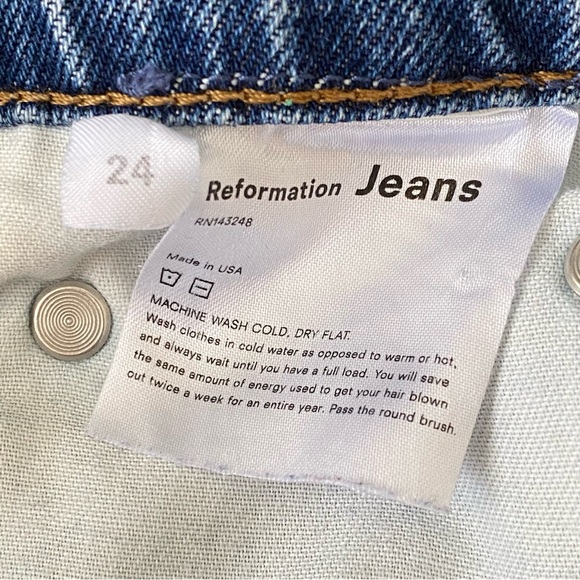 24
Reformation Jeans
RN143248
Made in USA
MACHINE WASH COLD, DRY FLAT.
Wash clothes in cold water as opposed to warm or hot,
and always wait until you have a full load. You will save
the same amount of energy used to get your hair blown
out twice a week for an entire year. Pass the round brush.